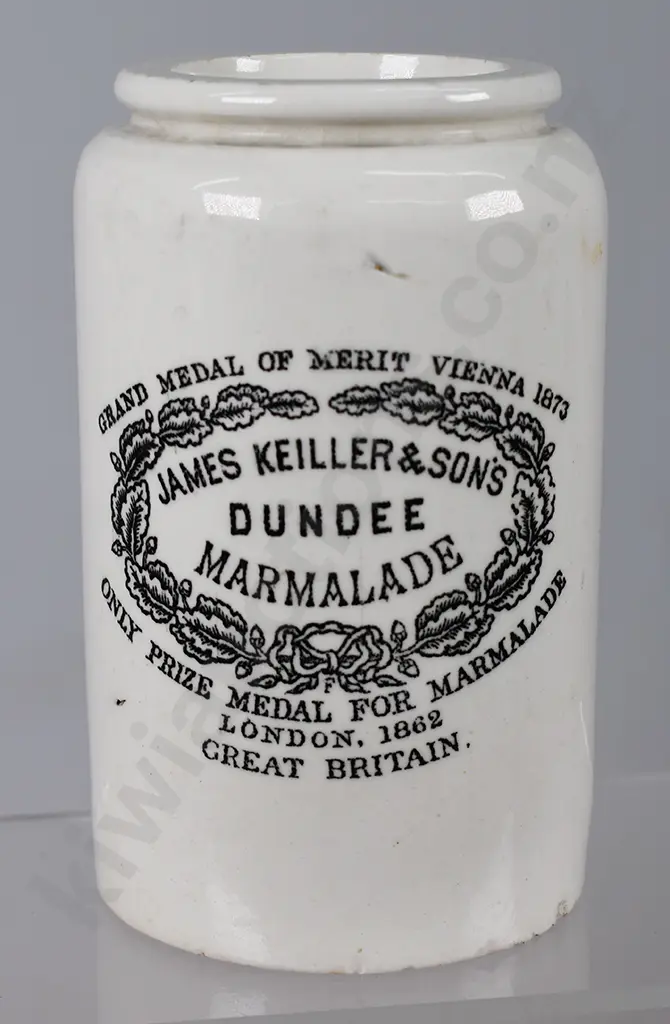 GRAND MEDAL OF MERIT VIENNA 1873
JAMES KEILLER & SON'S
DUNDEE
MARMALADE
F
ONLY PRIZE MEDAL FOR MARMALADE
LONDON, 1862
GREAT BRITAIN.